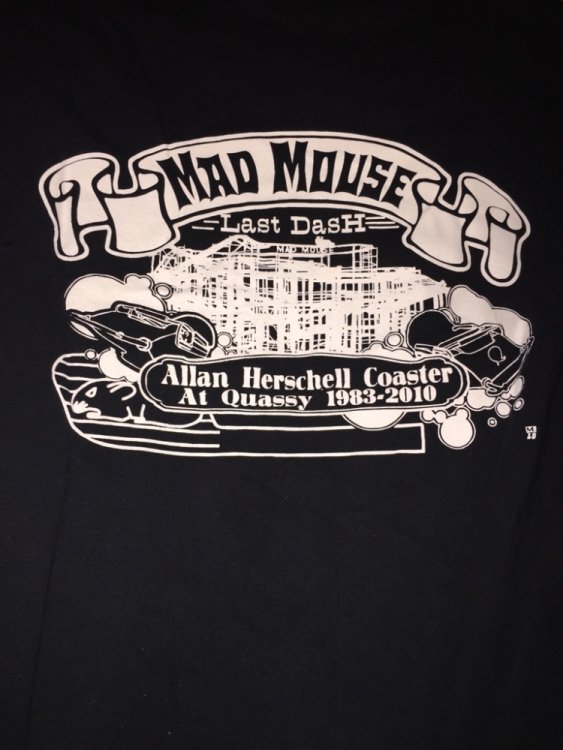 MAD MOUSE
Last DasH
MAD MOUSE
Allan Herschell Coaster
At Quassy 1983-2010